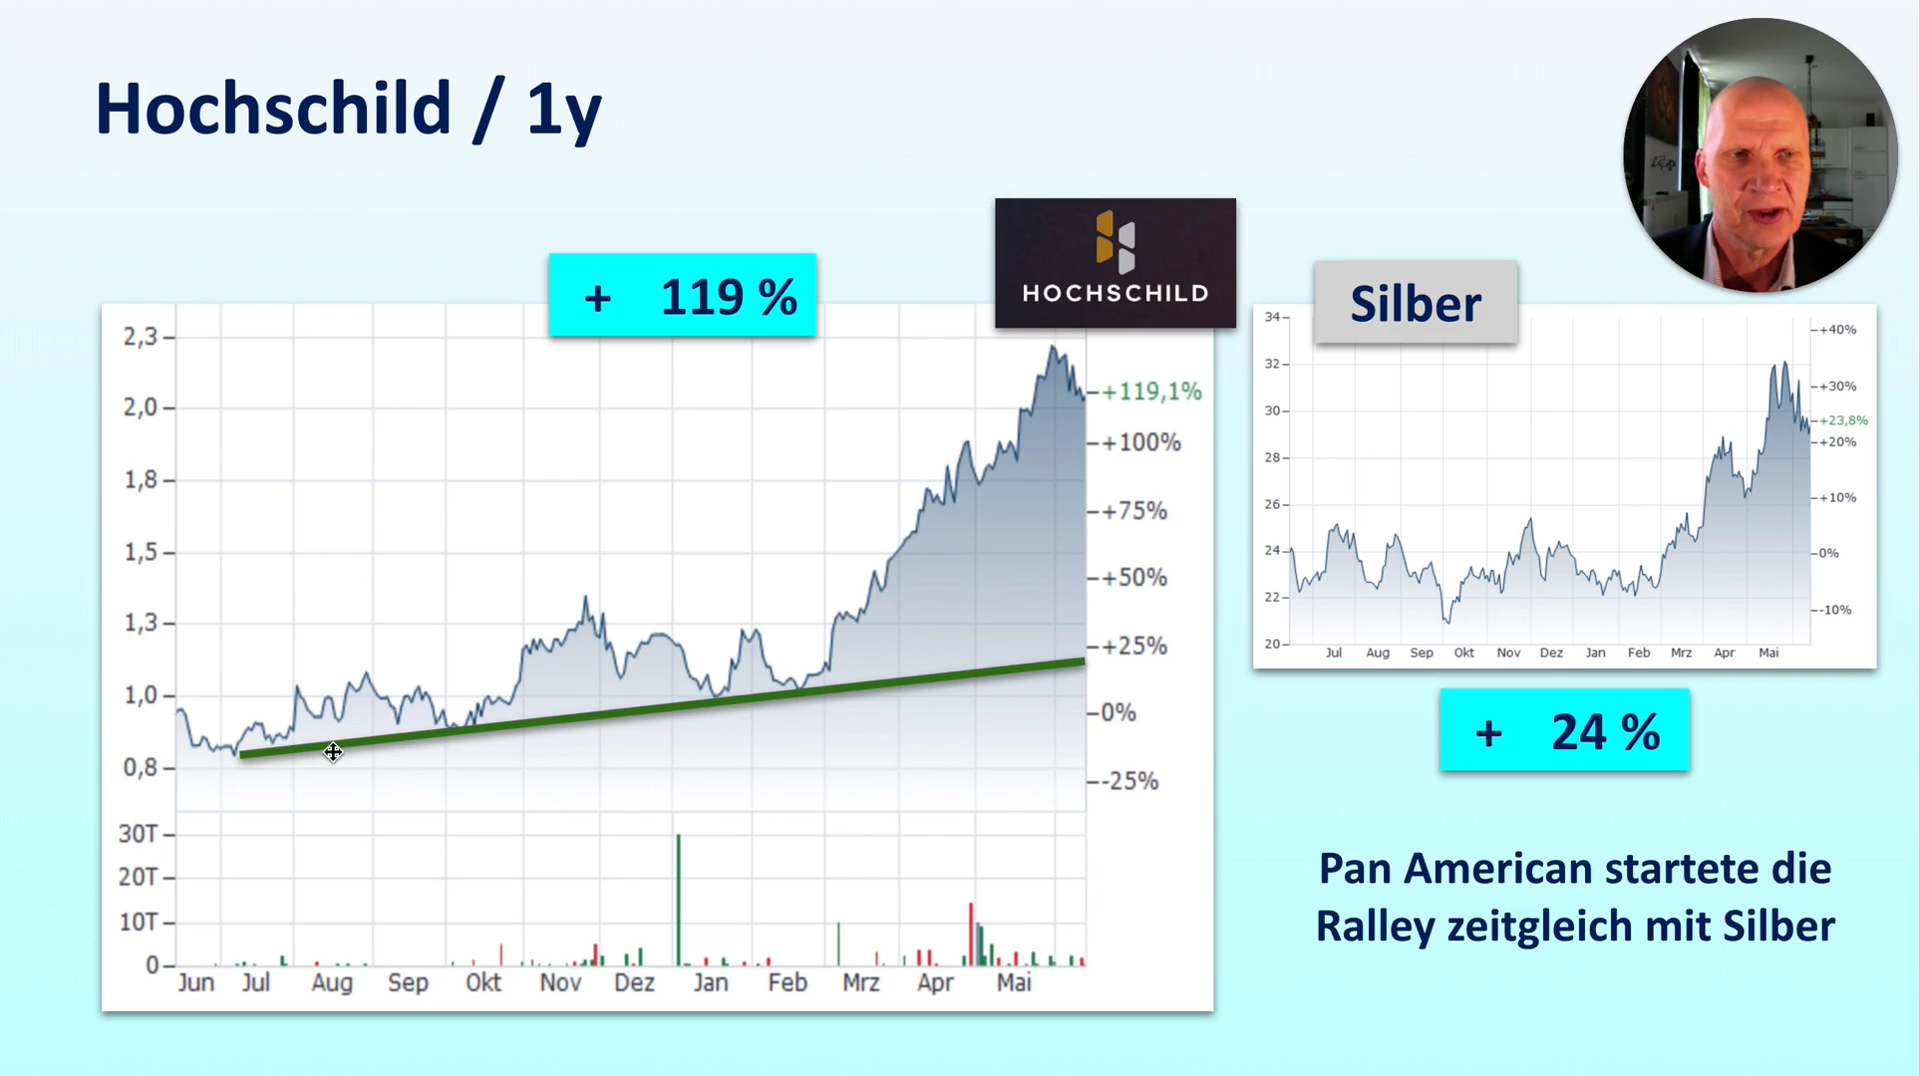 Hochschild / 1y
+ 119 %
HOCHSCHILD
Silber
2,3
2,0
1,8
1,5
1,3
1,0
0,8
+119,1%
+100%
+75%
+50%
+25%
0%
-25%
30T
20T
10T
0
Jun Jul Aug Sep Okt Nov Dez Jan Feb Mrz Apr Mai
34
32
30
28
26
24
22
20
+40%
+30%
+23,8%
+20%
+10%
0%
-10%
Jul Aug Sep Okt Nov Dez Jan Feb Mrz Apr Mai
+ 24 %
Pan American startete die
Ralley zeitgleich mit Silber